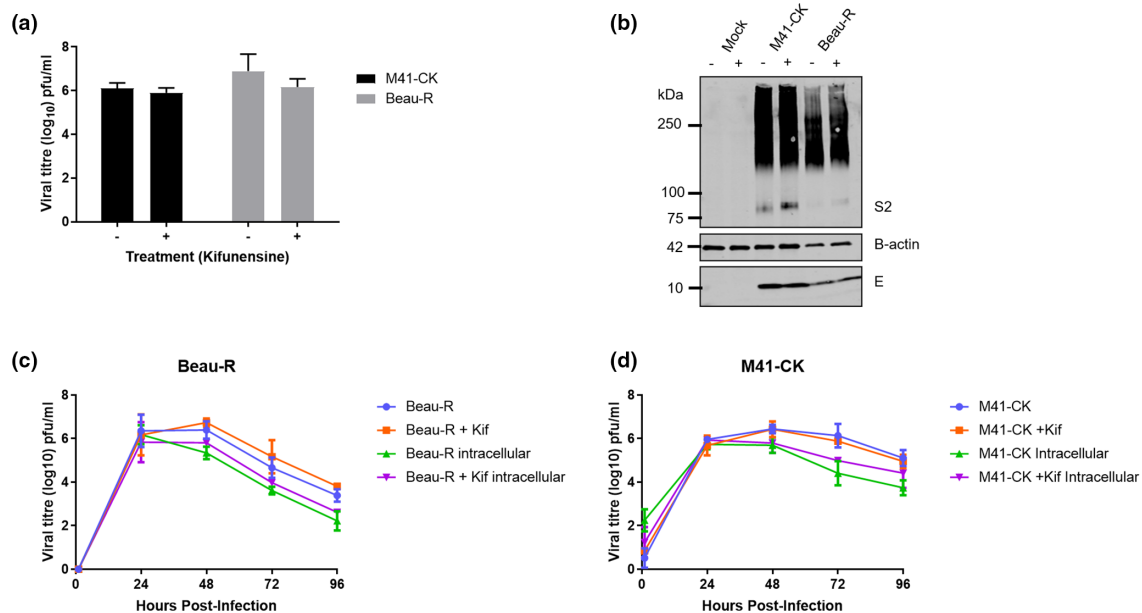 (a)
Viral titre (log10) pfu/ml
8
6
4
2
0
- + - +
Treatment (Kifunensine)
M41-CK
Beau-R
(b)
Mock M41-CK Beau-R
- + - + - +
kDa
250
100
75
S2
42
B-actin
10
E
(c)
Beau-R
Viral titre (log10) pfu/ml
8
6
4
2
0
0 24 48 72 96
Hours Post-Infection
Beau-R
Beau-R + Kif
Beau-R intracellular
Beau-R + Kif intracellular
(d)
M41-CK
Viral titre (log10) pfu/ml
8
6
4
2
0
0 24 48 72 96
Hours Post-Infection
M41-CK
M41-CK +Kif
M41-CK Intracellular
M41-CK +Kif Intracellular